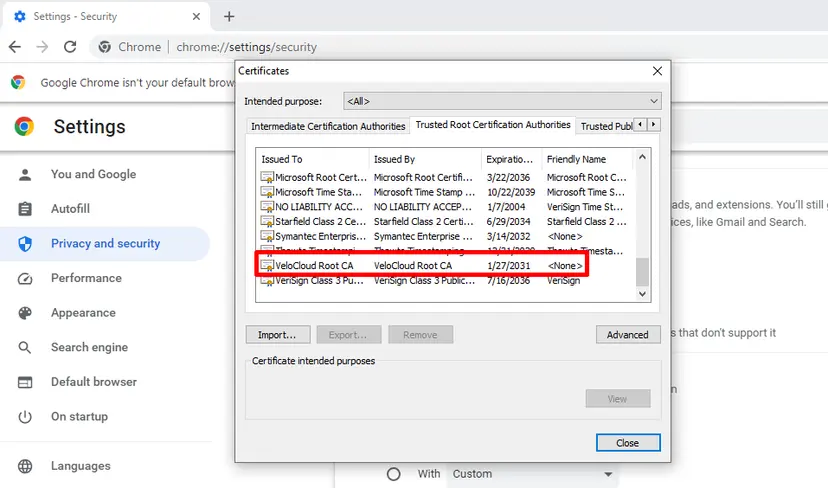 Settings - Security
Chrome
chrome://settings/security
Google Chrome isn't your default brow
Settings
You and Google
Autofill
Privacy and security
Performance
Appearance
Search engine
Default browser
On startup
Languages
Certificates
Intended purpose:
<All>
Intermediate Certification Authorities
Trusted Root Certification Authorities
Trusted Publ
Issued To Issued By Expiratio... Friendly Name
Microsoft Root Cert... Microsoft Root Certifi... 3/22/2036 Microsoft Root C...
Microsoft Time Sta... Microsoft Time Stamp ... 10/22/2039 Microsoft Time S...
NO LIABILITY ACCE... NO LIABILITY ACCEP... 1/7/2004 VeriSign Time St...
Starfield Class 2 Ce... Starfield Class 2 Certi... 6/29/2034 Starfield Class 2...
Symantec Enterpris... Symantec Enterprise ... 3/14/2032 <None>
Thawte Timestampi... Thawte Timestamping... Thawte Timesta...
VeloCloud Root CA VeloCloud Root CA 1/27/2031 <None>
VeriSign Class 3 Pu... VeriSign Class 3 Public... 7/16/2036 VeriSign
Import...
Export...
Remove
Advanced
Certificate intended purposes
View
Close
ads, and extensions. You'll still g
ices, like Gmail and Search.
s that don't support it
n
With
Custom